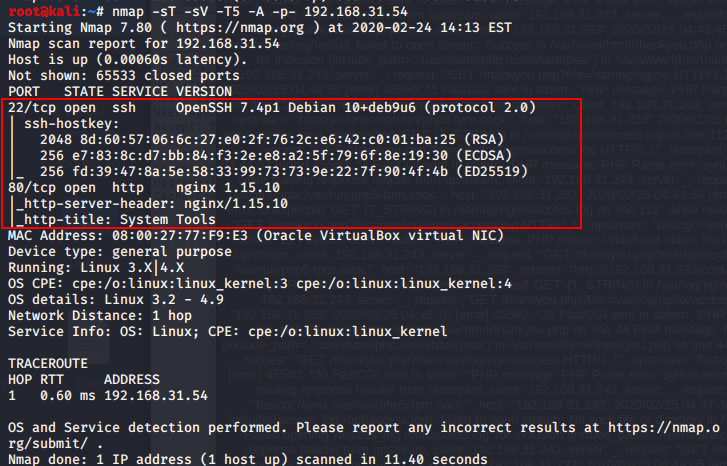 root@kali:~# nmap -sT -sV -T5 -A -p- 192.168.31.54
Starting Nmap 7.80 ( https://nmap.org ) at 2020-02-24 14:13 EST
Nmap scan report for 192.168.31.54
Host is up (0.00060s latency).
Not shown: 65533 closed ports
PORT   STATE SERVICE VERSION
22/tcp open  ssh     OpenSSH 7.4p1 Debian 10+deb9u6 (protocol 2.0)
| ssh-hostkey:
|   2048 8d:60:57:06:6c:27:e0:2f:76:2c:e6:42:c0:01:ba:25 (RSA)
|   256 e7:83:8c:d7:bb:84:f3:2e:e8:a2:5f:79:6f:8e:19:30 (ECDSA)
|_  256 fd:39:47:8a:5e:58:33:99:73:73:9e:22:7f:90:4f:4b (ED25519)
80/tcp open  http    nginx 1.15.10
|_http-server-header: nginx/1.15.10
|_http-title: System Tools
MAC Address: 08:00:27:77:F9:E3 (Oracle VirtualBox virtual NIC)
Device type: general purpose
Running: Linux 3.X|4.X
OS CPE: cpe:/o:linux:linux_kernel:3 cpe:/o:linux:linux_kernel:4
OS details: Linux 3.2 - 4.9
Network Distance: 1 hop
Service Info: OS: Linux; CPE: cpe:/o:linux:linux_kernel
TRACEROUTE
HOP RTT     ADDRESS
1   0.60 ms 192.168.31.54
OS and Service detection performed. Please report any incorrect results at https://nmap.o
rg/submit/ .
Nmap done: 1 IP address (1 host up) scanned in 11.40 seconds